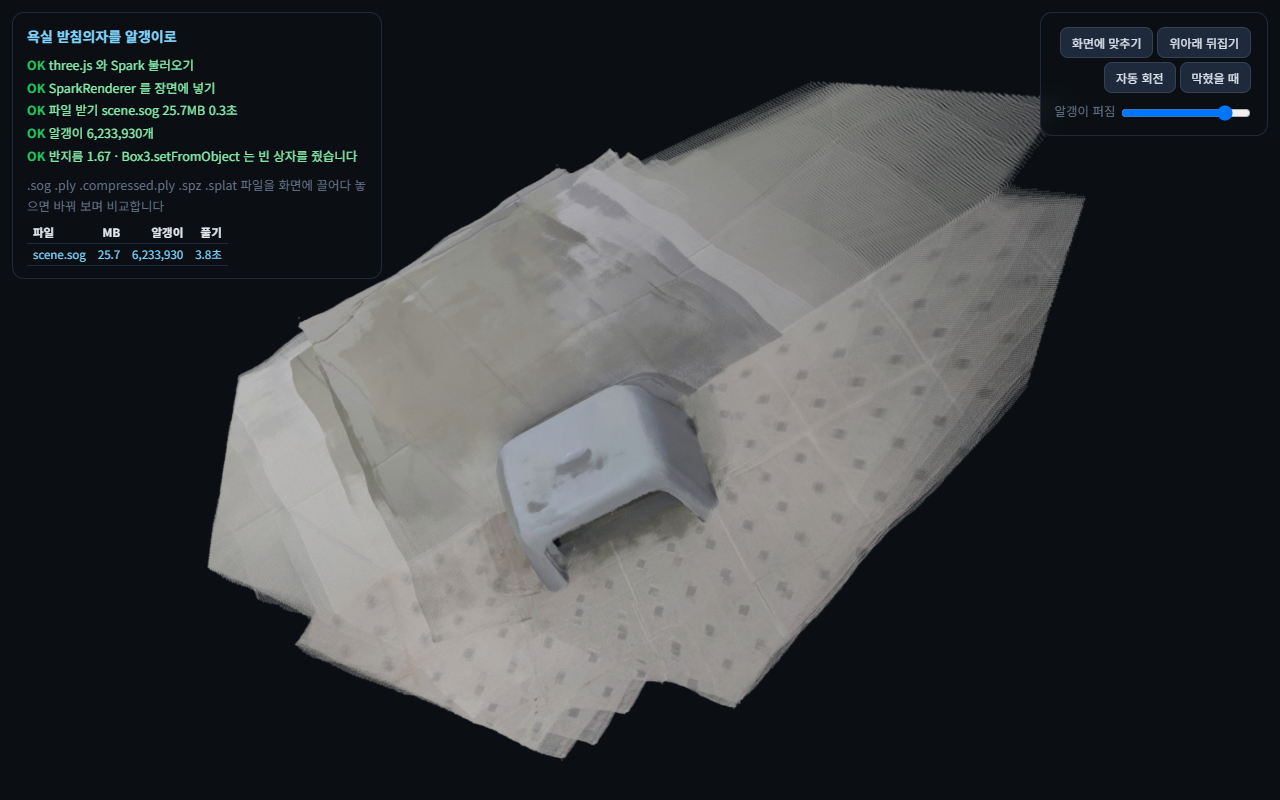 욕실 받침의자를 알갱이로
OK three.js 와 Spark 불러오기
OK SparkRenderer 를 장면에 넣기
OK 파일 받기 scene.sog 25.7MB 0.3초
OK 알갱이 6,233,930개
OK 반지름 1.67 · Box3.setFromObject 는 빈 상자를 줬습니다
.sog .ply .compressed.ply .spz .splat 파일을 화면에 끌어다 놓
으면 바꿔 보며 비교합니다
파일 MB 알갱이 풀기
scene.sog 25.7 6,233,930 3.8초
화면에 맞추기 위아래 뒤집기
자동 회전 막혔을 때
알갱이 퍼짐